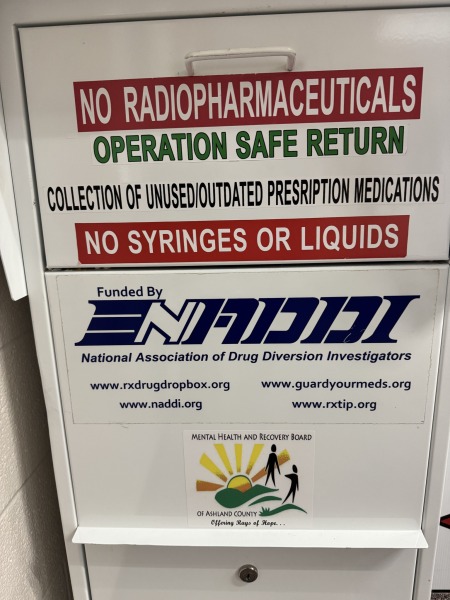 NO RADIOPHARMACEUTICALS
OPERATION SAFE RETURN
COLLECTION OF UNUSED/OUTDATED PRESRIPTION MEDICATIONS
NO SYRINGES OR LIQUIDS
Funded By
NADDI
National Association of Drug Diversion Investigators
www.rxdrugdropbox.org www.guardyourmeds.org
www.naddi.org www.rxtip.org
MENTAL HEALTH AND RECOVERY BOARD
OF ASHLAND COUNTY
Offering Rays of Hope...